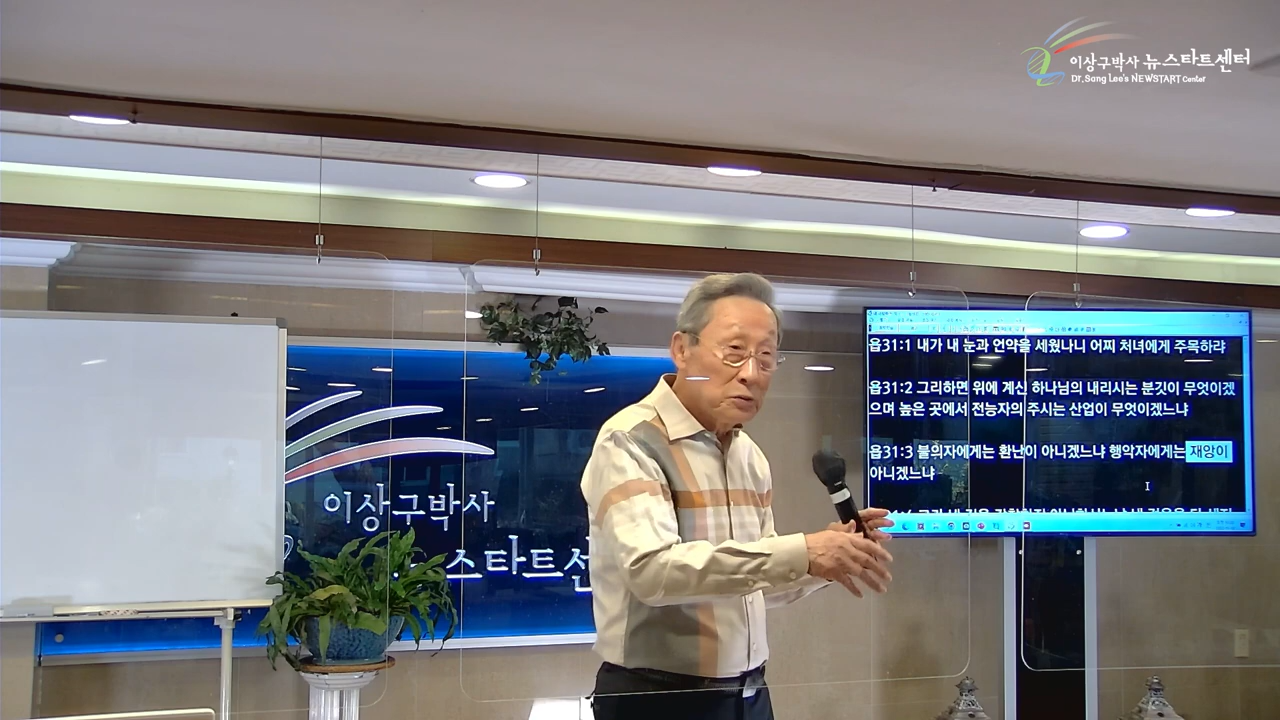 이상구박사 뉴스타트센터
Dr. Sang Lee's NEWSTART Center
이상구박사
스타트센
욥31:1 내가 내 눈과 언약을 세웠나니 어찌 처녀에게 주목하랴
욥31:2 그리하면 위에 계신 하나님의 내리시는 분깃이 무엇이겠
으며 높은 곳에서 전능자의 주시는 산업이 무엇이겠느냐
욥31:3 불의자에게는 환난이 아니겠느냐 행악자에게는 재앙이
아니겠느냐